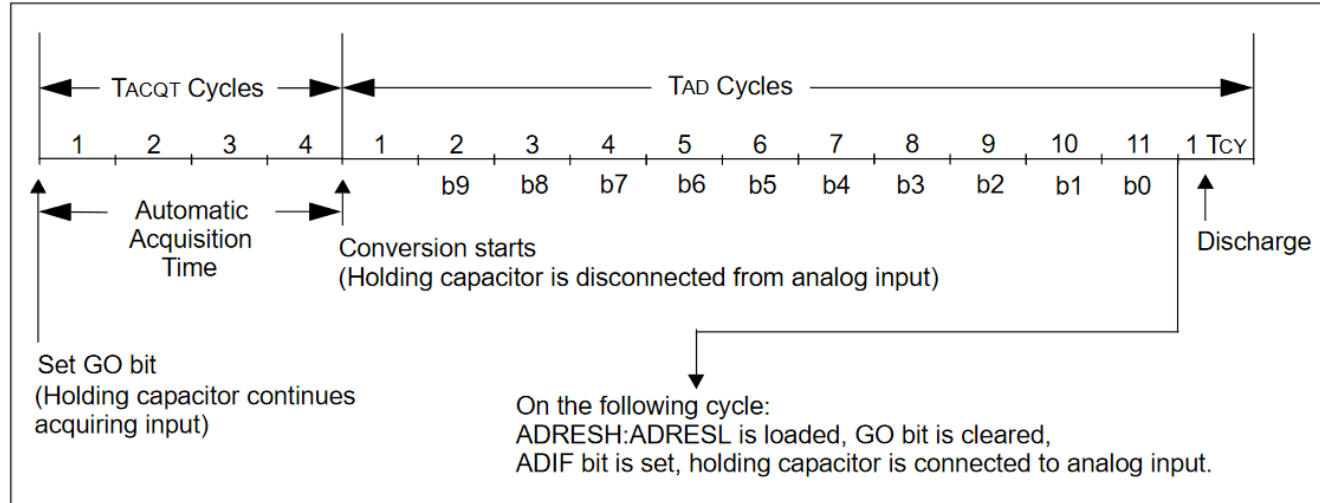 TACQT Cycles
TAD Cycles
1 2 3 4 1 2 3 4 5 6 7 8 9 10 11 1 TCY
b9 b8 b7 b6 b5 b4 b3 b2 b1 b0
Automatic
Acquisition
Time
Conversion starts
(Holding capacitor is disconnected from analog input)
Discharge
Set GO bit
(Holding capacitor continues
acquiring input)
On the following cycle:
ADRESH:ADRESL is loaded, GO bit is cleared,
ADIF bit is set, holding capacitor is connected to analog input.